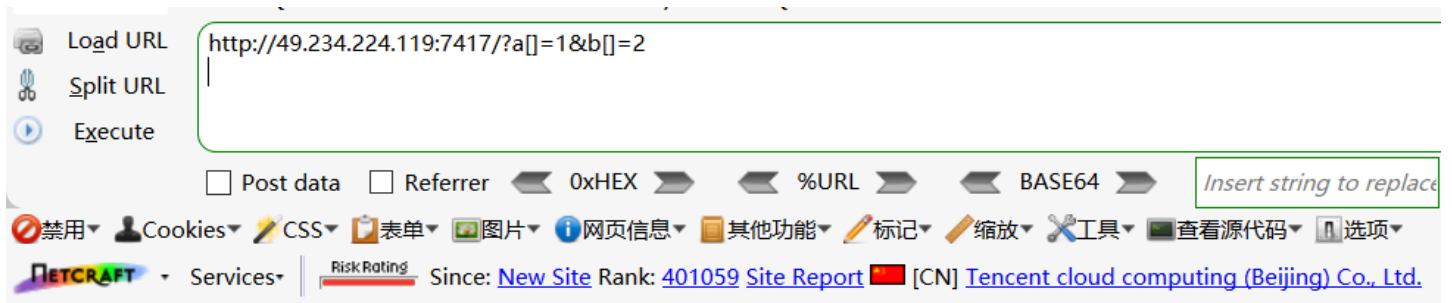 Load URL
http://49.234.224.119:7417/?a[]=1&b[]=2
Split URL
Execute
Post data Referrer 0xHEX %URL BASE64 Insert string to replace
禁用 Cookies CSS 表单 图片 网页信息 其他功能 标记 缩放 工具 查看源代码 选项
NETCRAFT Services Risk Rating Since: New Site Rank: 401059 Site Report [CN] Tencent cloud computing (Beijing) Co., Ltd.